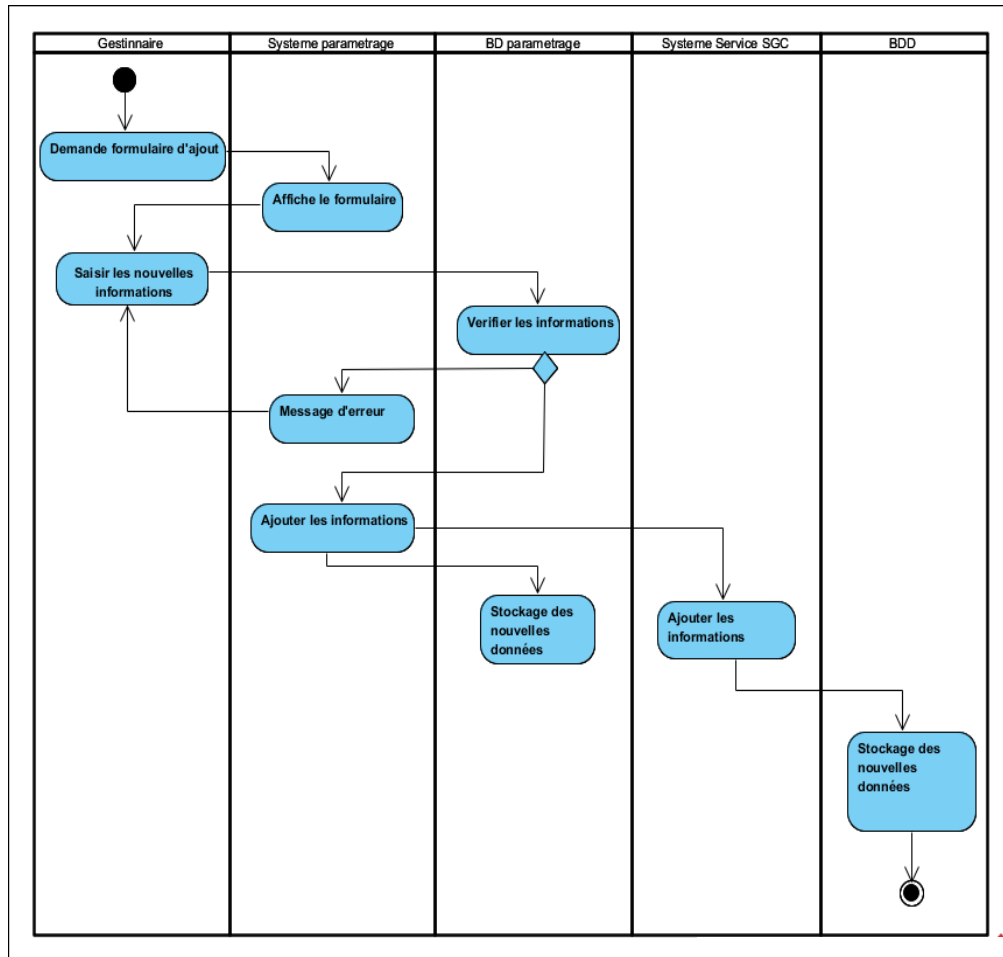 Gestinnaire
Systeme parametrage
BD parametrage
Systeme Service SGC
BDD
Demande formulaire d'ajout
Affiche le formulaire
Saisir les nouvelles
informations
Verifier les informations
Message d'erreur
Ajouter les informations
Stockage des
nouvelles
données
Ajouter les
informations
Stockage des
nouvelles
données